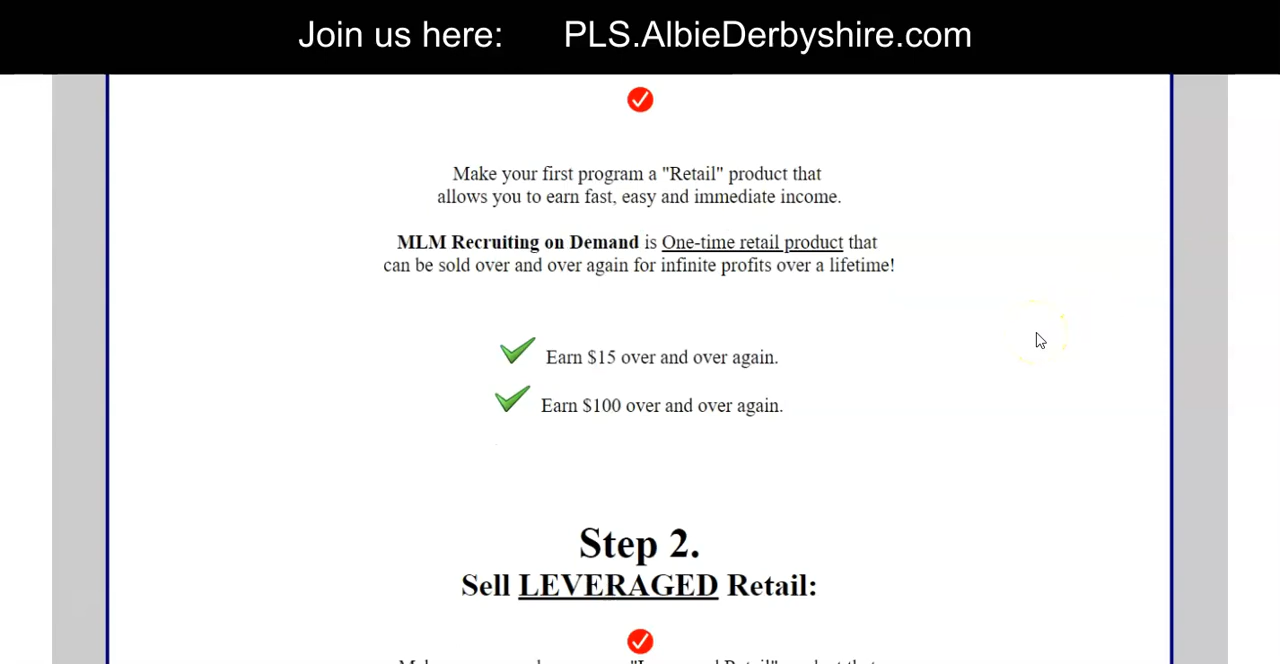 Join us here: PLS.AlbieDerbyshire.com
Make your first program a "Retail" product that
allows you to earn fast, easy and immediate income.
MLM Recruiting on Demand is One-time retail product that
can be sold over and over again for infinite profits over a lifetime!
Earn $15 over and over again.
Earn $100 over and over again.
Step 2.
Sell LEVERAGED Retail: